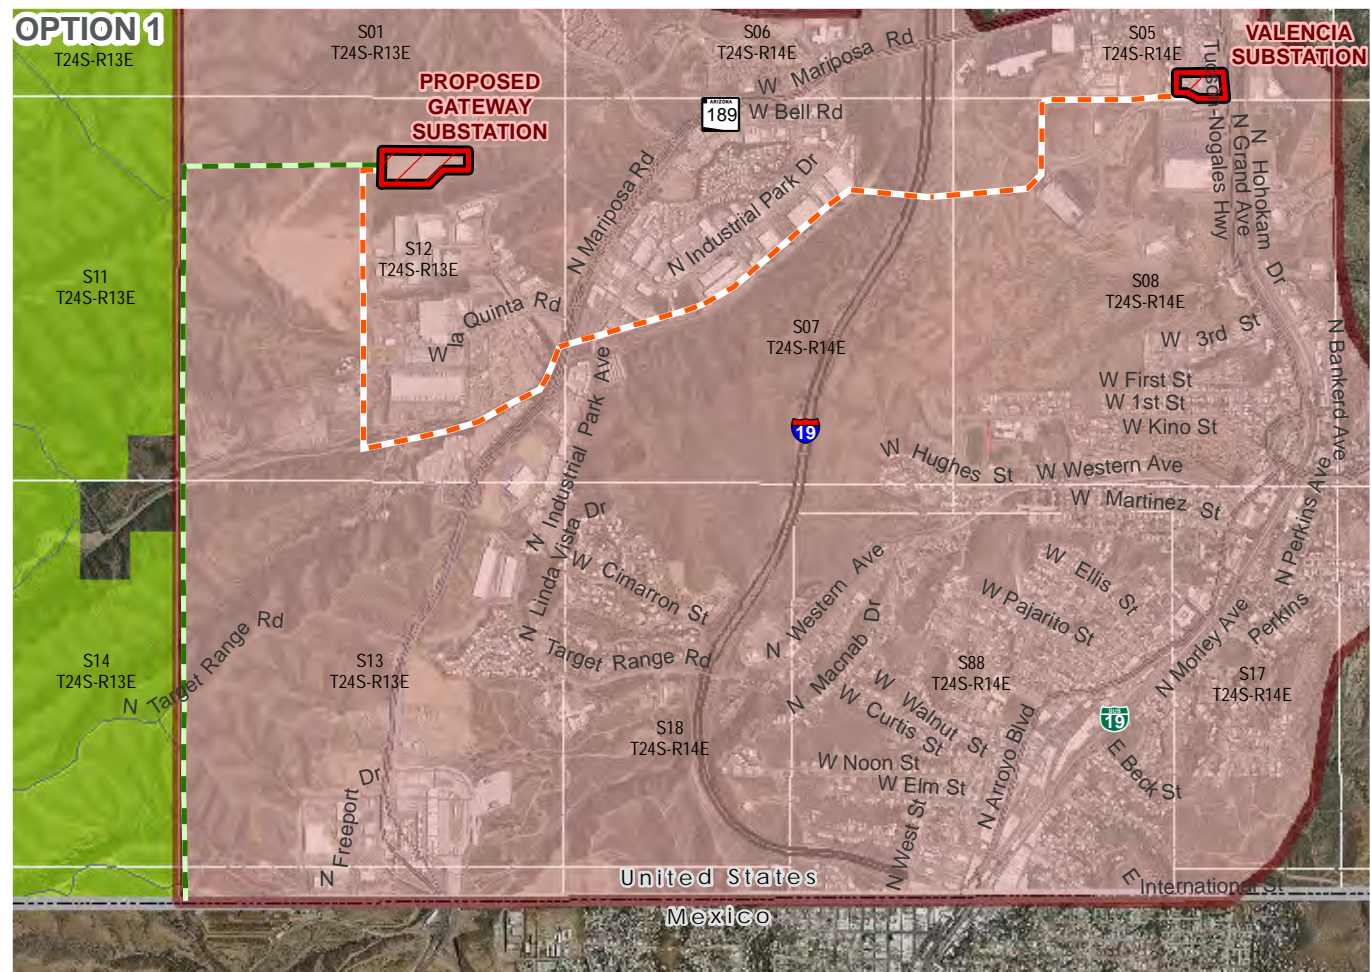 OPTION 1
T24S-R13E
S01
T24S-R13E
S06
T24S-R14E
S05
T24S-R14E
VALENCIA
SUBSTATION
PROPOSED
GATEWAY
SUBSTATION
W Mariposa Rd
ARIZONA
189
W Bell Rd
Tucson-Nogales Hwy
N Grand Ave
N Hohokam Dr
N Mariposa Rd
N Industrial Park Dr
S12
T24S-R13E
S11
T24S-R13E
W la Quinta Rd
S07
T24S-R14E
S08
T24S-R14E
W 3rd St
N Bankerd Ave
W First St
W 1st St
W Kino St
19
N Industrial Park Ave
W Hughes St
W Western Ave
W Martinez St
N Perkins Ave
N Linda Vista Dr
W Cimarron St
N Western Ave
W Ellis St
W Pajarito St
Perkins
N Target Range Rd
Target Range Rd
N Macnab Dr
N Morley Ave
S14
T24S-R13E
S13
T24S-R13E
S88
T24S-R14E
S17
T24S-R14E
W Walnut St
W Curtis St
S18
T24S-R14E
BUS
19
W Noon St
W Elm St
N Arroyo Blvd
E Beck St
N Freeport Dr
N West St
United States
E International St
Mexico